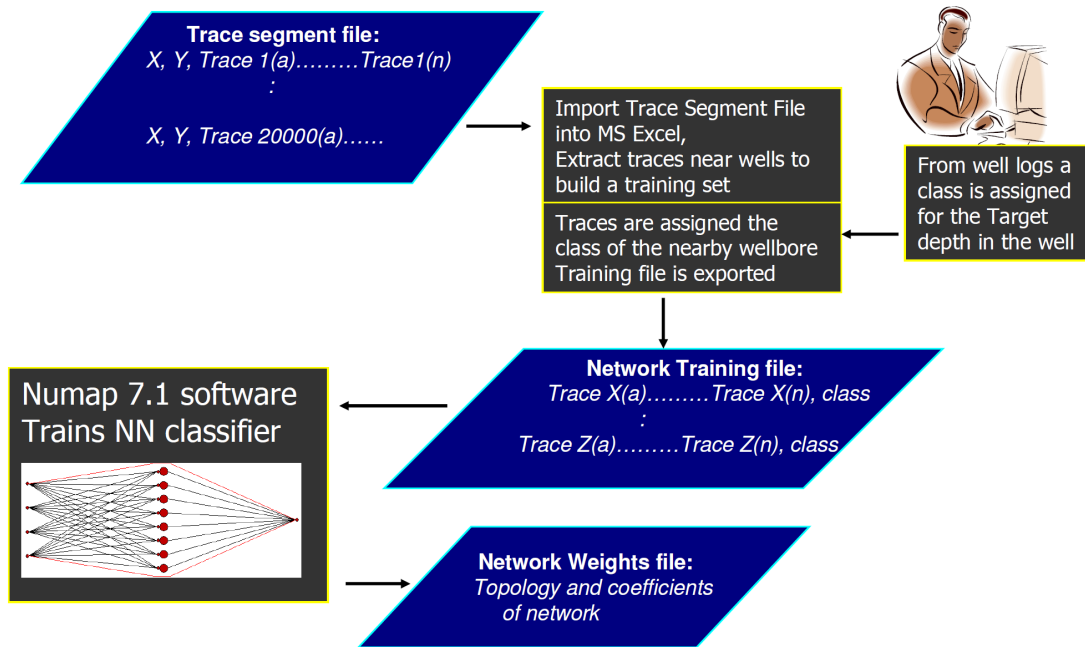 Trace segment file:
X, Y, Trace 1(a).........Trace1(n)
:
X, Y, Trace 20000(a)......
Import Trace Segment File
into MS Excel,
Extract traces near wells to
build a training set
Traces are assigned the
class of the nearby wellbore
Training file is exported
From well logs a
class is assigned
for the Target
depth in the well
Network Training file:
Trace X(a).........Trace X(n), class
:
Trace Z(a).........Trace Z(n), class
Numap 7.1 software
Trains NN classifier
Network Weights file:
Topology and coefficients
of network